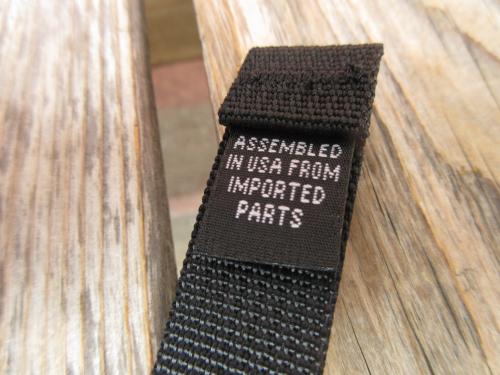 ASSEMBLED
IN USA FROM
IMPORTED
PARTS